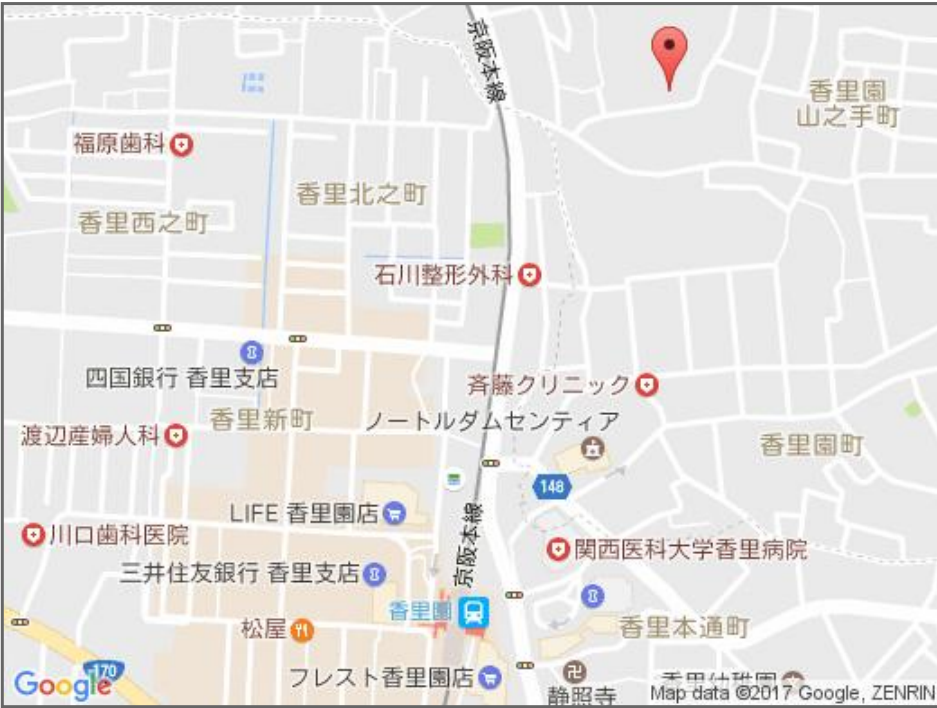 京阪本線
香里園
山之手町
福原歯科
香里北之町
香里西之町
石川整形外科
四国銀行 香里支店
斉藤クリニック
香里新町
ノートルダムセンティア
渡辺産婦人科
香里園町
148
LIFE 香里園店
京阪本線
川口歯科医院
関西医科大学香里病院
三井住友銀行 香里支店
香里園
松屋
香里本通町
170
フレスト香里園店
静照寺
香里幼稚園
Google
Map data ©2017 Google, ZENRIN